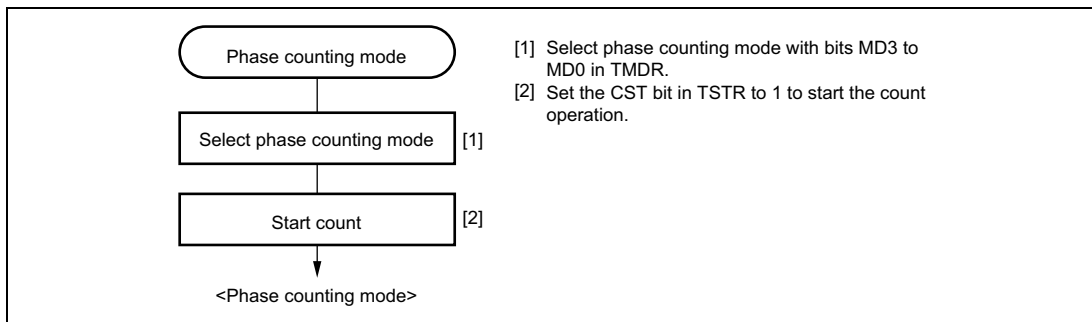 Phase counting mode
Select phase counting mode [1]
Start count [2]
<Phase counting mode>
[1] Select phase counting mode with bits MD3 to
MD0 in TMDR.
[2] Set the CST bit in TSTR to 1 to start the count
operation.